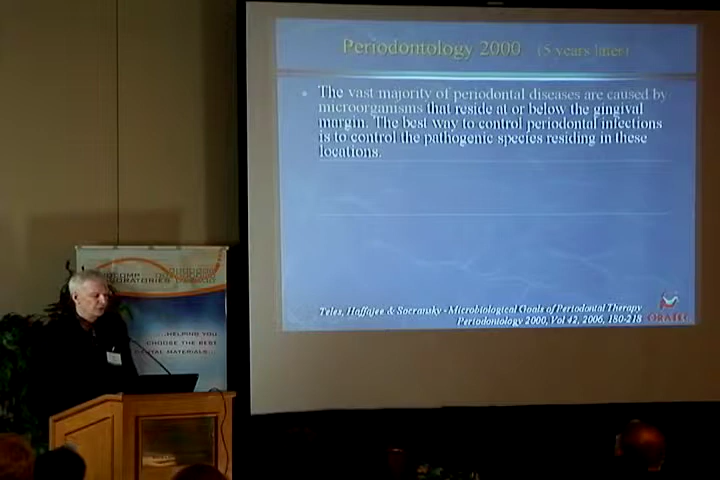 Periodontology 2000 (5 years later)
• The vast majority of periodontal diseases are caused by
microorganisms that reside at or below the gingival
margin. The best way to control periodontal infections
is to control the pathogenic species residing in these
locations.
Teles, Haffajee & Socransky - Microbiological Goals of Periodontal Therapy
Periodontology 2000, Vol 42, 2006, 180-218
ORATEC
...HELPING YOU
CHOOSE THE BEST
DENTAL MATERIALS...